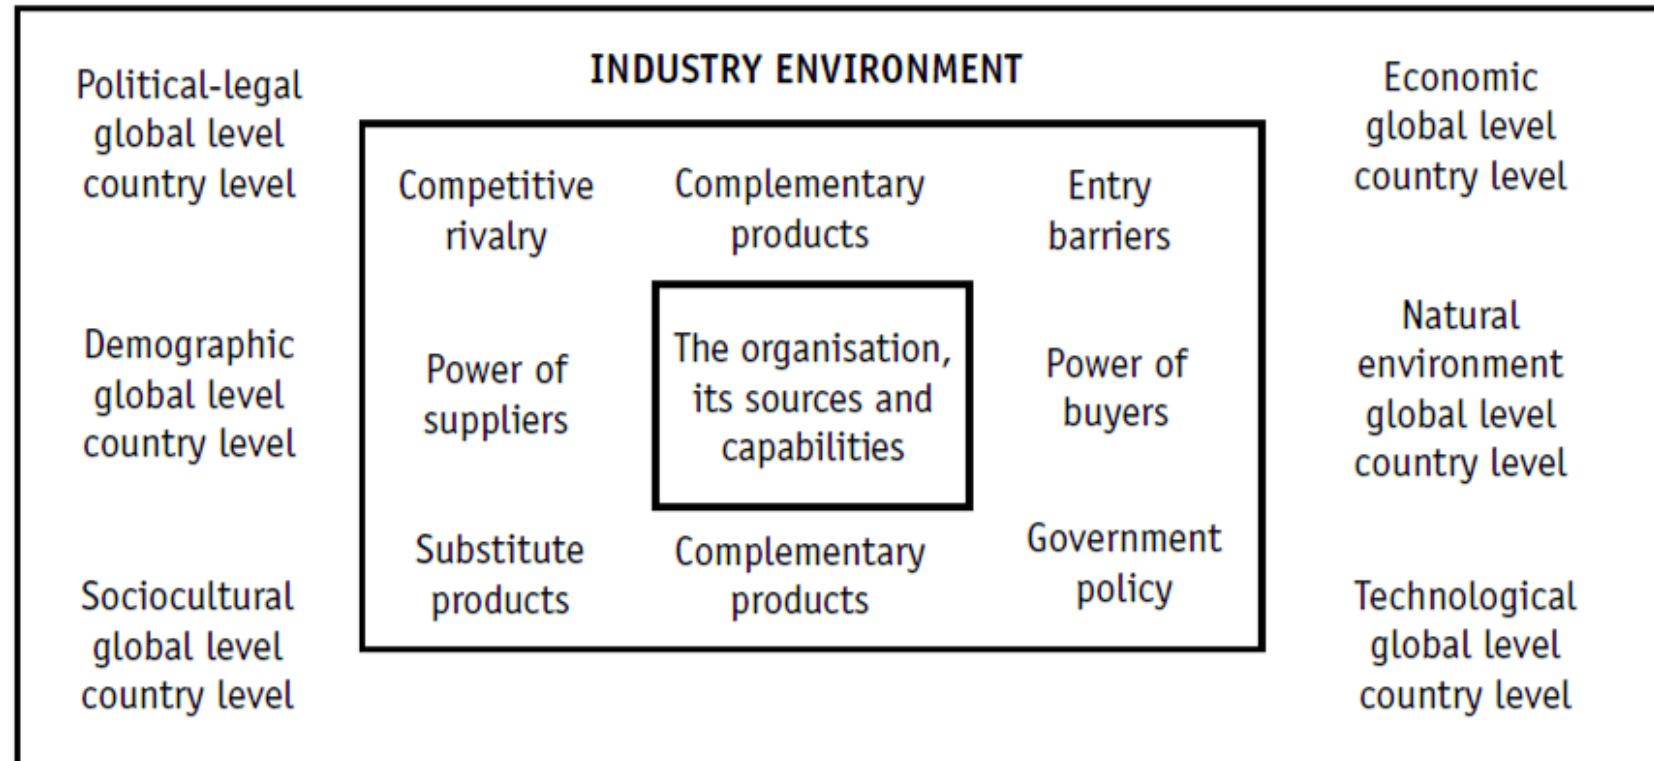 INDUSTRY ENVIRONMENT
Political-legal
global level
country level
Economic
global level
country level
Competitive
rivalry
Complementary
products
Entry
barriers
Demographic
global level
country level
Power of
suppliers
The organisation,
its sources and
capabilities
Power of
buyers
Natural
environment
global level
country level
Substitute
products
Complementary
products
Government
policy
Sociocultural
global level
country level
Technological
global level
country level